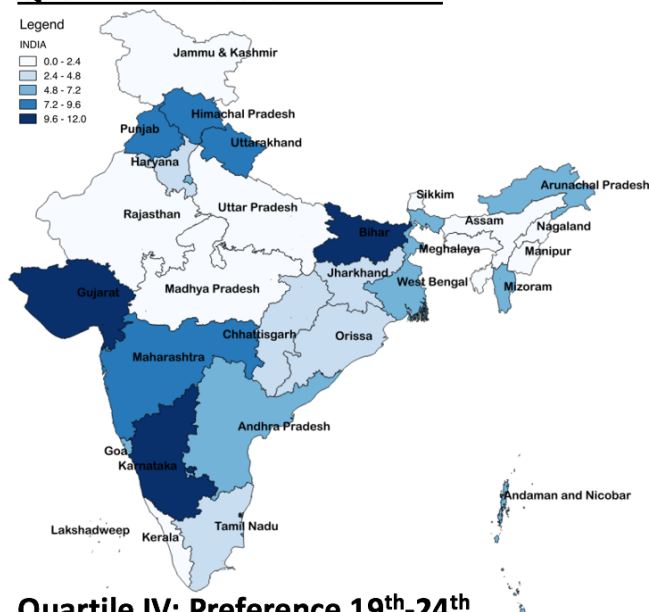 Legend
INDIA
0.0 - 2.4
2.4 - 4.8
4.8 - 7.2
7.2 - 9.6
9.6 - 12.0
Jammu & Kashmir
Himachal Pradesh
Punjab
Uttarakhand
Haryana
Sikkim
Arunachal Pradesh
Rajasthan
Uttar Pradesh
Assam
Nagaland
Bihar
Meghalaya
Manipur
Jharkhand
West Bengal
Mizoram
Gujarat
Madhya Pradesh
Chhattisgarh
Orissa
Maharashtra
Andhra Pradesh
Goa
Karnataka
Andaman and Nicobar
Lakshadweep
Kerala
Tamil Nadu
Quartile IV: Preference 19th-24th